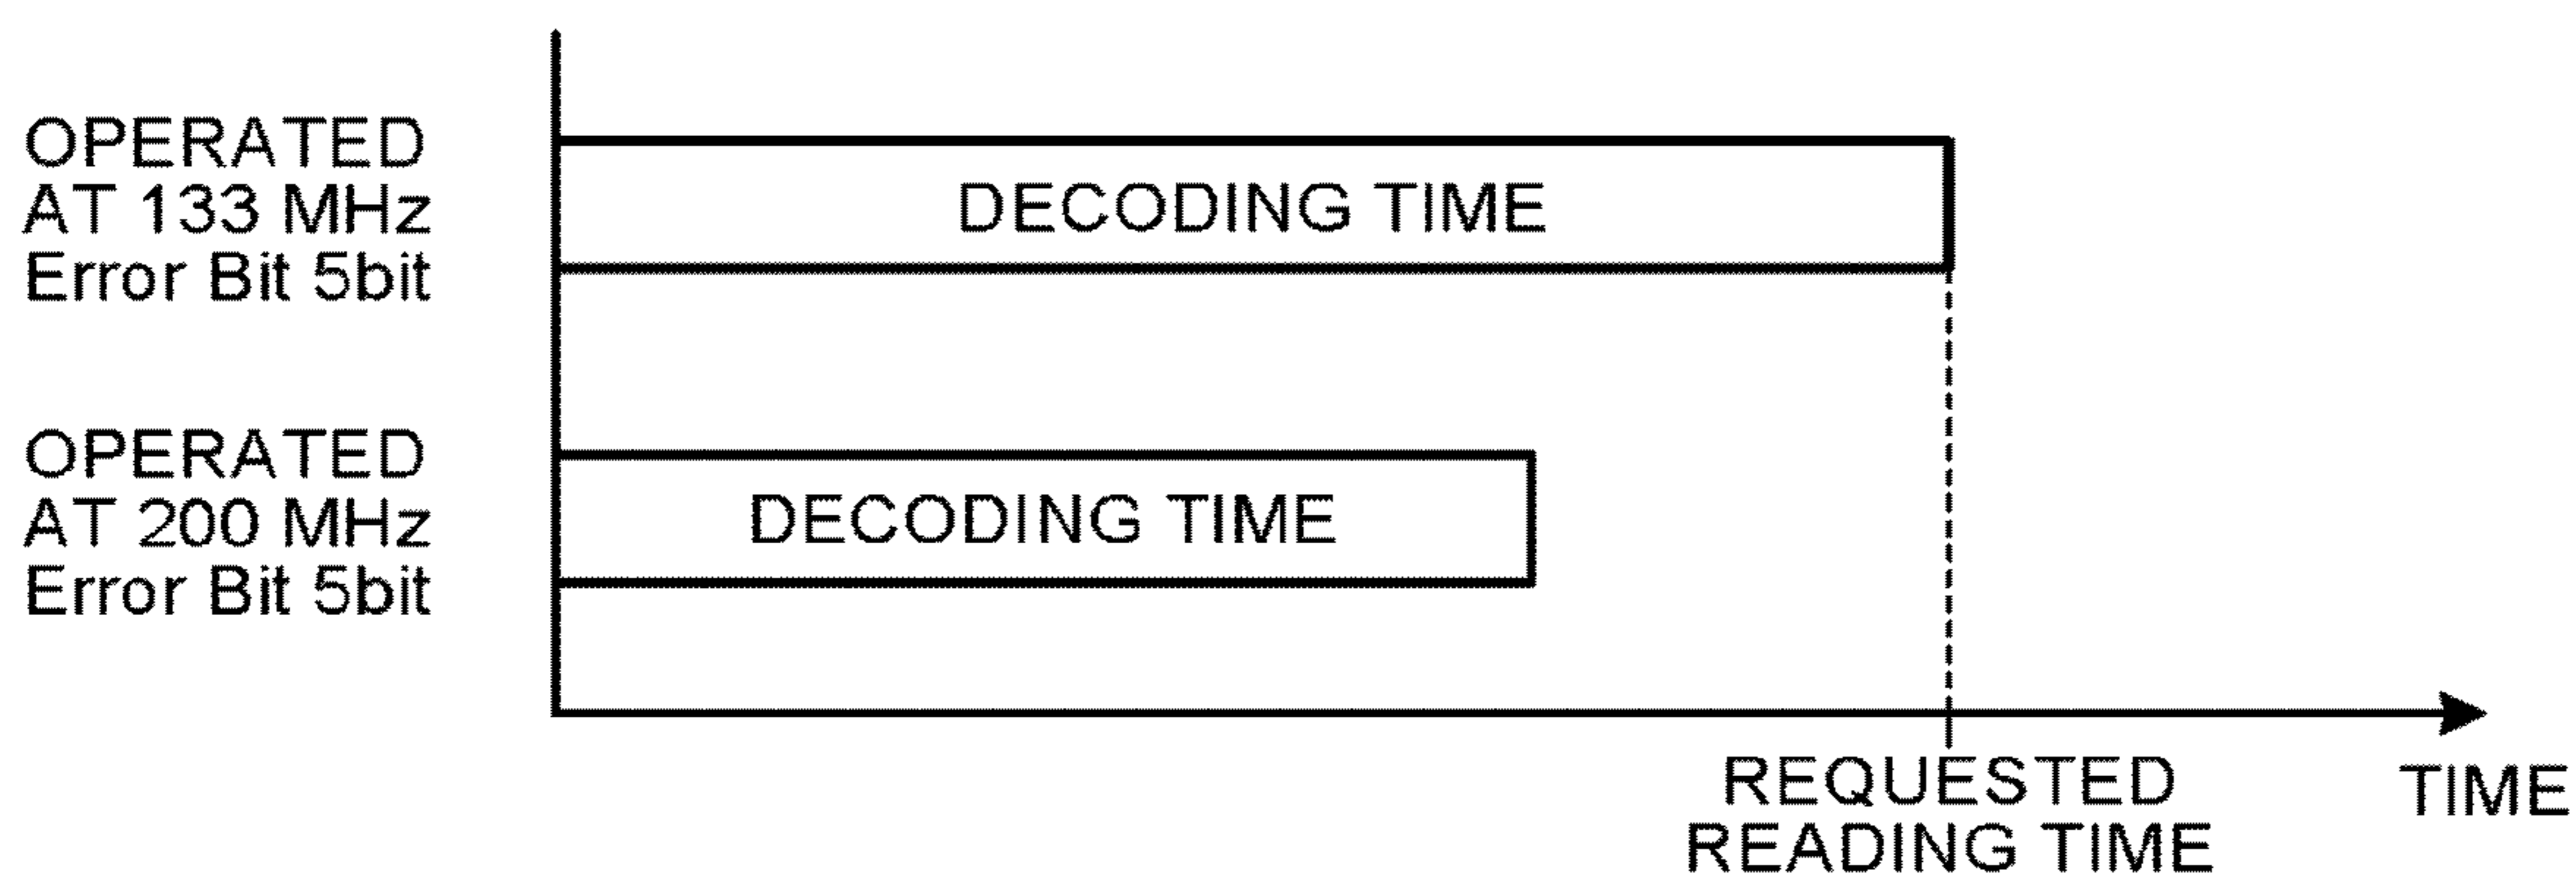 OPERATED
AT 133 MHz
Error Bit 5bit
DECODING TIME
OPERATED
AT 200 MHz
Error Bit 5bit
DECODING TIME
REQUESTED
READING TIME
TIME